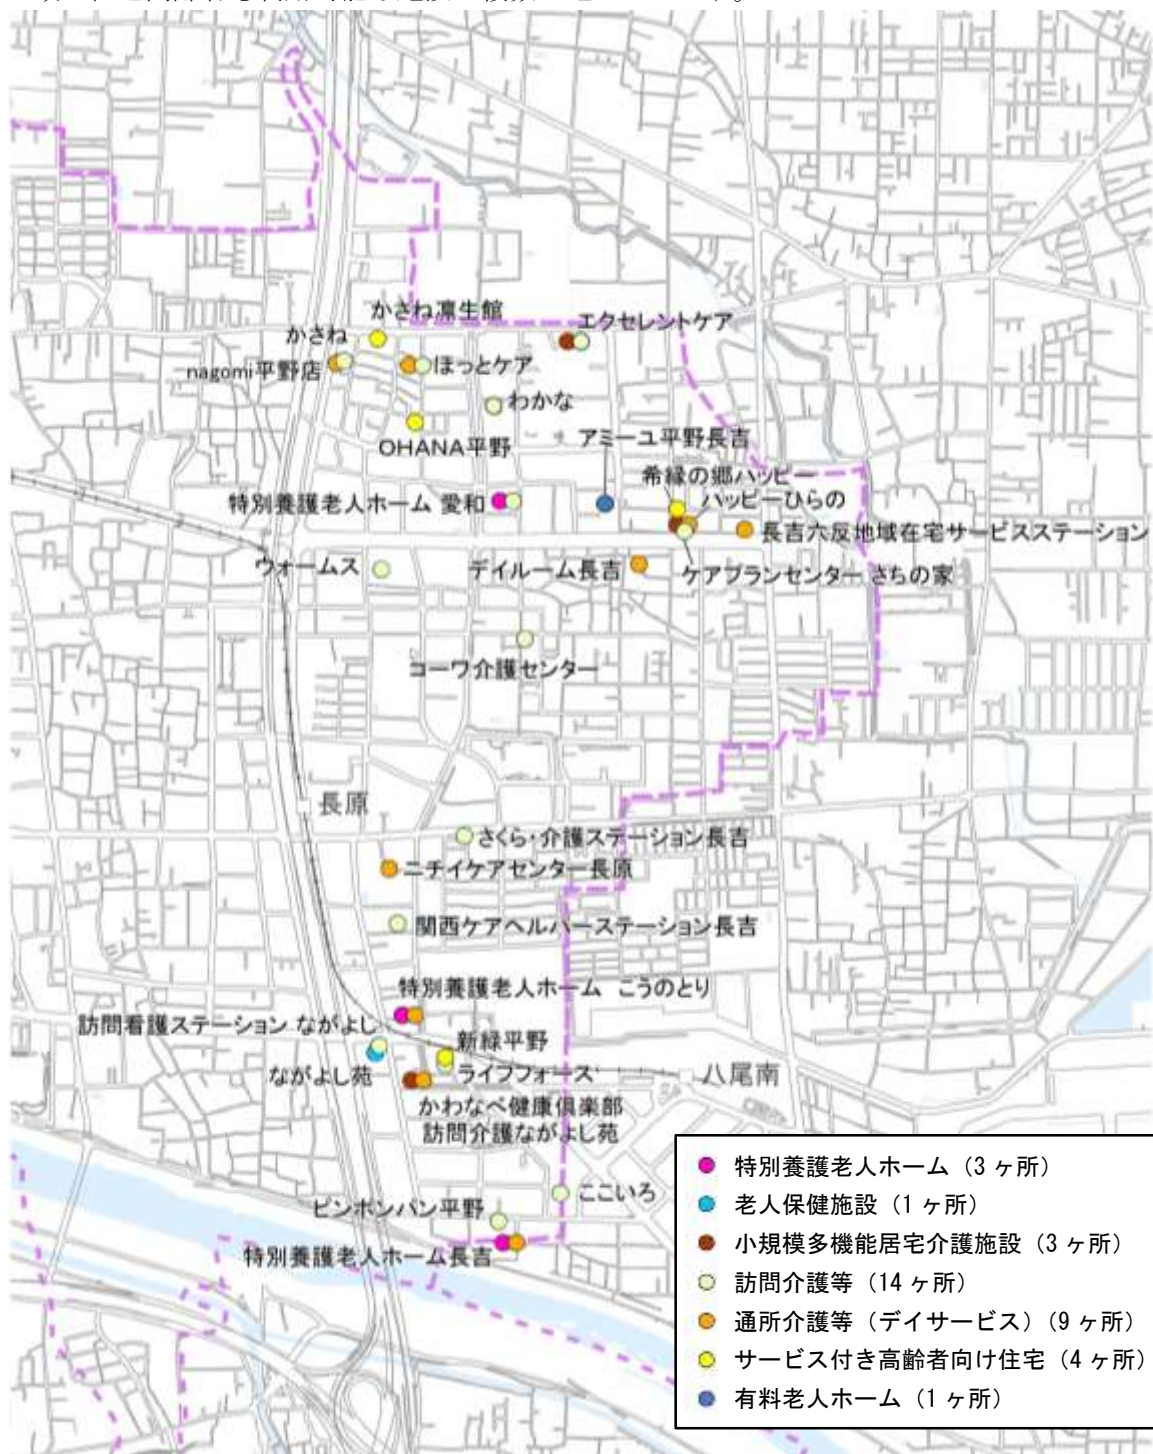 かさね凛生館
エクセレントケア
かさね
nagomi平野店
ほっとケア
わかな
アミーユ平野長吉
OHANA平野
希縁の郷ハッピー
特別養護老人ホーム 愛和
ハッピーひらの
長吉六反地域在宅サービスステーション
ウォームス
デイルーム長吉
ケアプランセンター さちの家
コーワ介護センター
長原
さくら・介護ステーション長吉
ニチイケアセンター長原
関西ケアヘルパーステーション長吉
特別養護老人ホーム こうのとり
訪問看護ステーション ながよし
新緑平野
ながよし苑
ライフフォース
八尾南
かわなべ健康倶楽部
訪問介護ながよし苑
ここいろ
ピンポンパン平野
特別養護老人ホーム長吉
特別養護老人ホーム（3 ヶ所）
老人保健施設（1 ヶ所）
小規模多機能居宅介護施設（3 ヶ所）
訪問介護等（14 ヶ所）
通所介護等（デイサービス）（9 ヶ所）
サービス付き高齢者向け住宅（4 ヶ所）
有料老人ホーム（1 ヶ所）